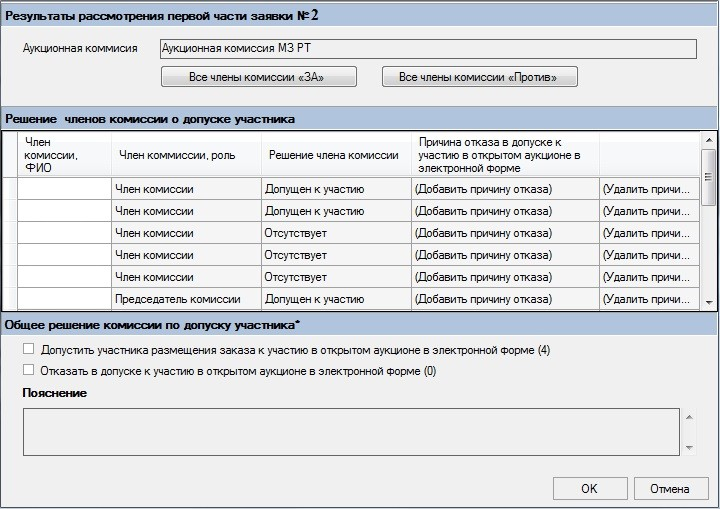 Результаты рассмотрения первой части заявки №2
Аукционная коммисия Аукционная комиссия МЗ РТ
Все члены комиссии «ЗА» Все члены комиссии «Против»
Решение членов комиссии о допуске участника
Член комиссии, ФИО Член коммиссии, роль Решение члена комиссии Причина отказа в допуске к участию в открытом аукционе в электронной форме
Член комиссии Допущен к участию (Добавить причину отказа) (Удалить причи...
Член комиссии Допущен к участию (Добавить причину отказа) (Удалить причи...
Член комиссии Отсутствует (Добавить причину отказа) (Удалить причи...
Член комиссии Отсутствует (Добавить причину отказа) (Удалить причи...
Член комиссии Отсутствует (Добавить причину отказа) (Удалить причи...
Председатель комиссии Допущен к участию (Добавить причину отказа) (Удалить причи...
Общее решение комиссии по допуску участника*
Допустить участника размещения заказа к участию в открытом аукционе в электронной форме (4)
Отказать в допуске к участию в открытом аукционе в электронной форме (0)
Пояснение
OK Отмена